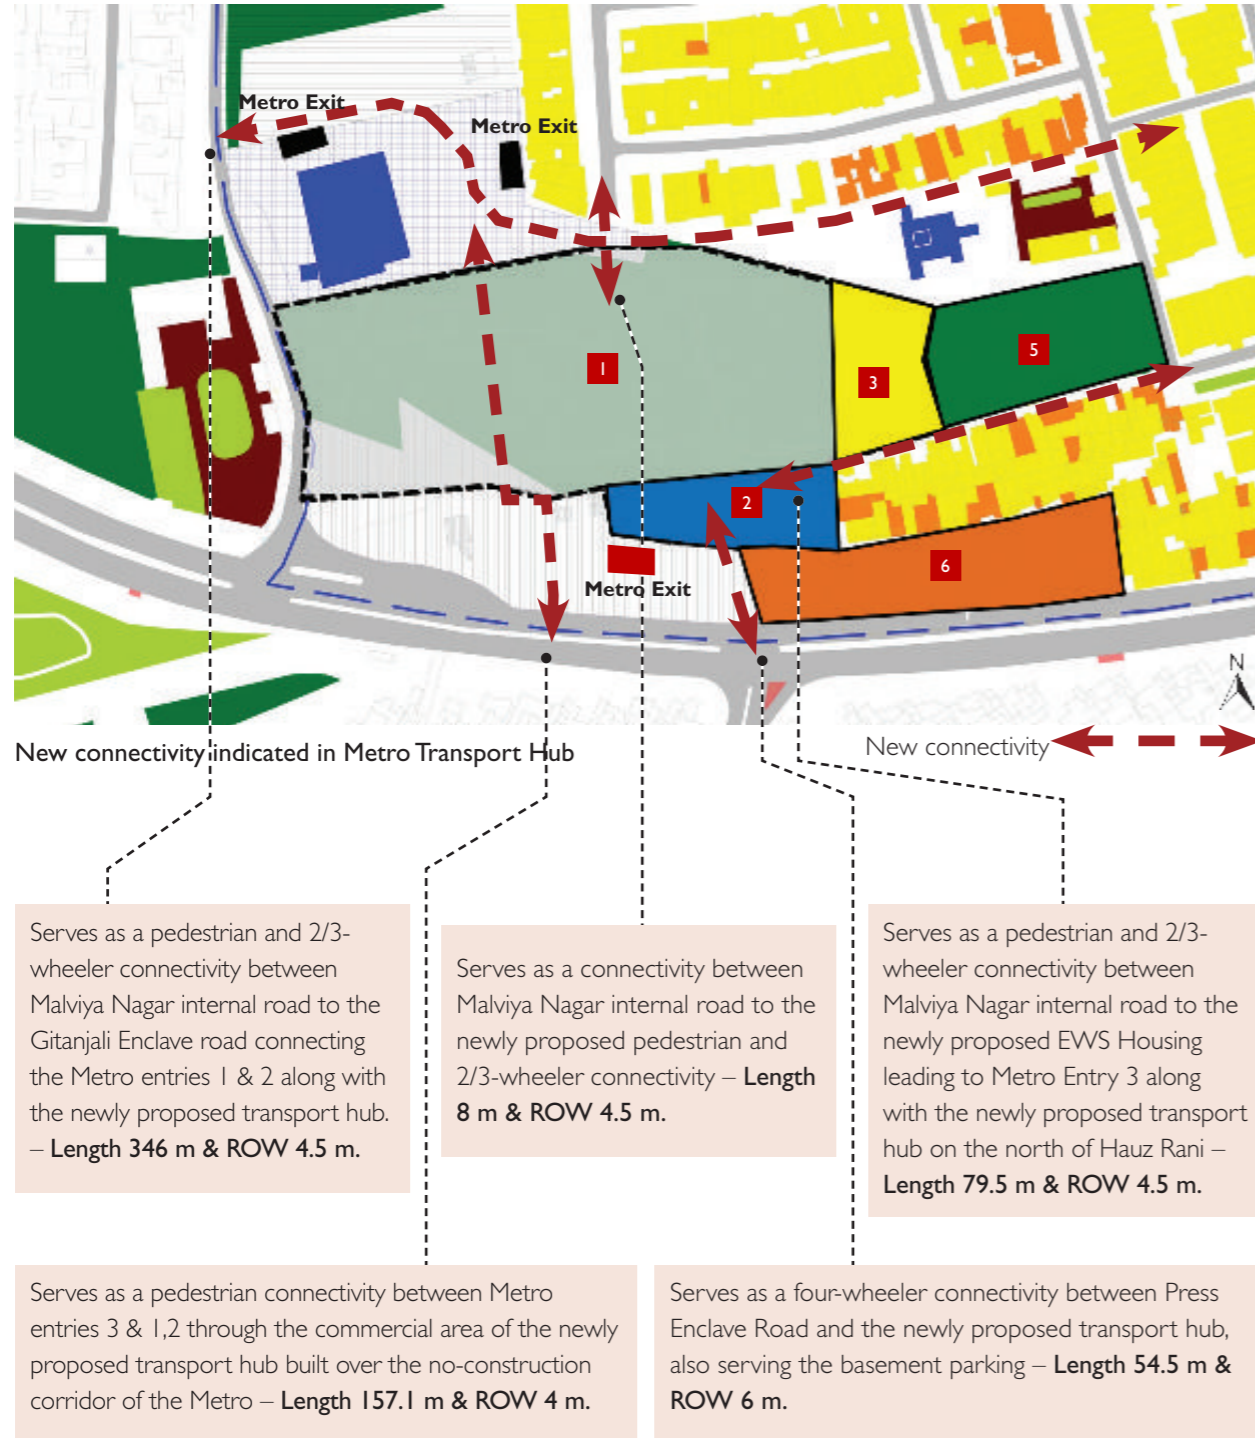 Metro Exit
Metro Exit
1
3
5
2
6
Metro Exit
N
New connectivity indicated in Metro Transport Hub
New connectivity
Serves as a pedestrian and 2/3-
wheeler connectivity between
Malviya Nagar internal road to the
Gitanjali Enclave road connecting
the Metro entries 1 & 2 along with
the newly proposed transport hub.
– Length 346 m & ROW 4.5 m.
Serves as a connectivity between
Malviya Nagar internal road to the
newly proposed pedestrian and
2/3-wheeler connectivity – Length
8 m & ROW 4.5 m.
Serves as a pedestrian and 2/3-
wheeler connectivity between
Malviya Nagar internal road to the
newly proposed EWS Housing
leading to Metro Entry 3 along
with the newly proposed transport
hub on the north of Hauz Rani –
Length 79.5 m & ROW 4.5 m.
Serves as a pedestrian connectivity between Metro
entries 3 & 1,2 through the commercial area of the newly
proposed transport hub built over the no-construction
corridor of the Metro – Length 157.1 m & ROW 4 m.
Serves as a four-wheeler connectivity between Press
Enclave Road and the newly proposed transport hub,
also serving the basement parking – Length 54.5 m &
ROW 6 m.